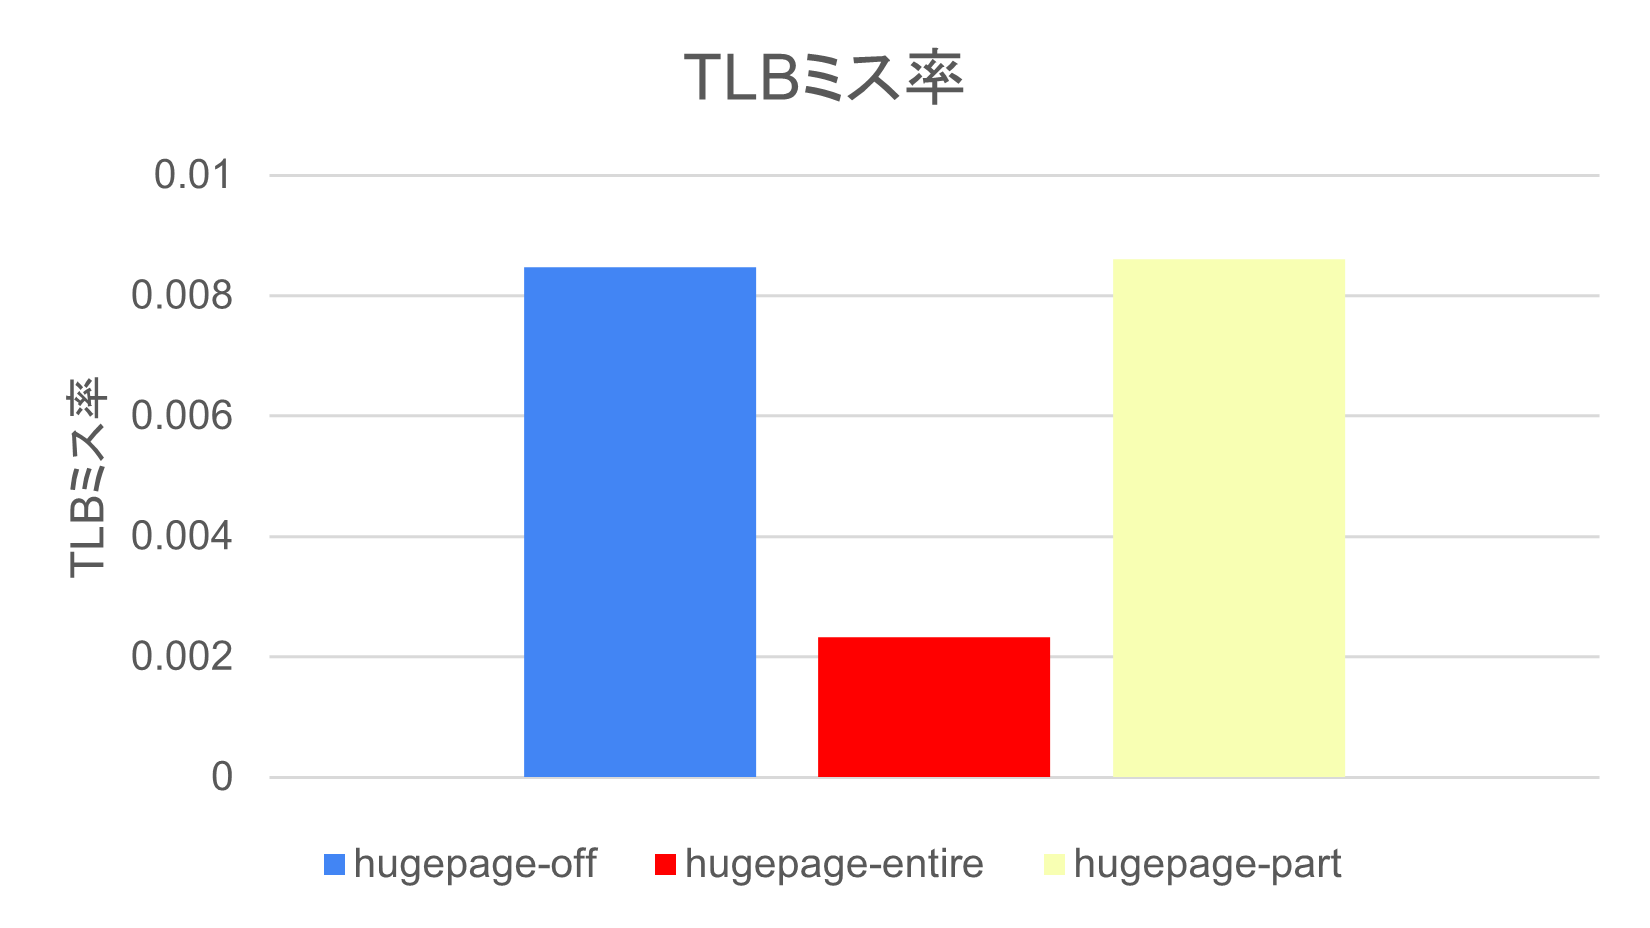 TLBミス率
0.01
0.008
0.006
0.004
0.002
0
TLBミス率
hugepage-off
hugepage-entire
hugepage-part